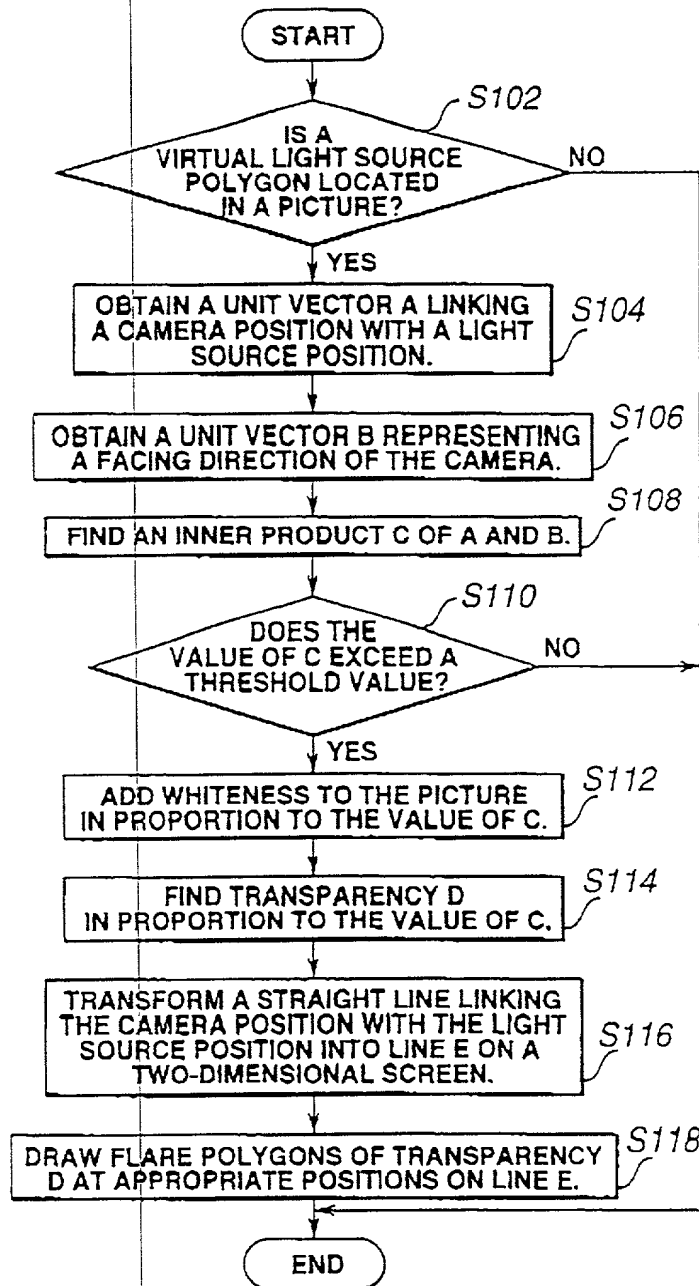 START
S102
IS A
VIRTUAL LIGHT SOURCE
POLYGON LOCATED
IN A PICTURE?
NO
YES
OBTAIN A UNIT VECTOR A LINKING
A CAMERA POSITION WITH A LIGHT
SOURCE POSITION.
S104
OBTAIN A UNIT VECTOR B REPRESENTING
A FACING DIRECTION OF THE CAMERA.
S106
FIND AN INNER PRODUCT C OF A AND B.
S108
S110
DOES THE
VALUE OF C EXCEED A
THRESHOLD VALUE?
NO
YES
ADD WHITENESS TO THE PICTURE
IN PROPORTION TO THE VALUE OF C.
S112
FIND TRANSPARENCY D
IN PROPORTION TO THE VALUE OF C.
S114
TRANSFORM A STRAIGHT LINE LINKING
THE CAMERA POSITION WITH THE LIGHT
SOURCE POSITION INTO LINE E ON A
TWO-DIMENSIONAL SCREEN.
S116
DRAW FLARE POLYGONS OF TRANSPARENCY
D AT APPROPRIATE POSITIONS ON LINE E.
S118
END